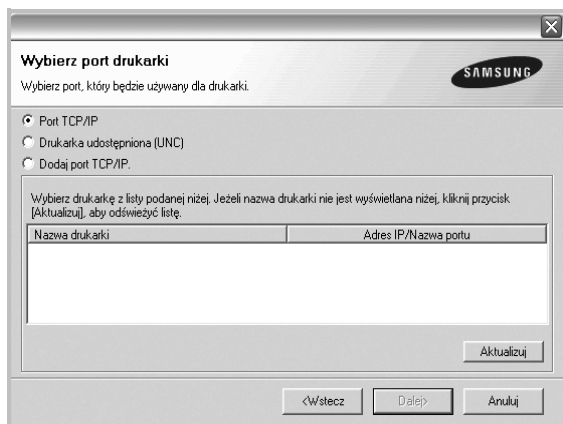 Wybierz port drukarki
Wybierz port, który będzie używany dla drukarki.
SAMSUNG
Port TCP/IP
Drukarka udostępniona (UNC)
Dodaj port TCP/IP.
Wybierz drukarkę z listy podanej niżej. Jeżeli nazwa drukarki nie jest wyświetlana niżej, kliknij przycisk
[Aktualizuj], aby odświeżyć listę.
Nazwa drukarki Adres IP/Nazwa portu
Aktualizuj
<Wstecz Dalej> Anuluj